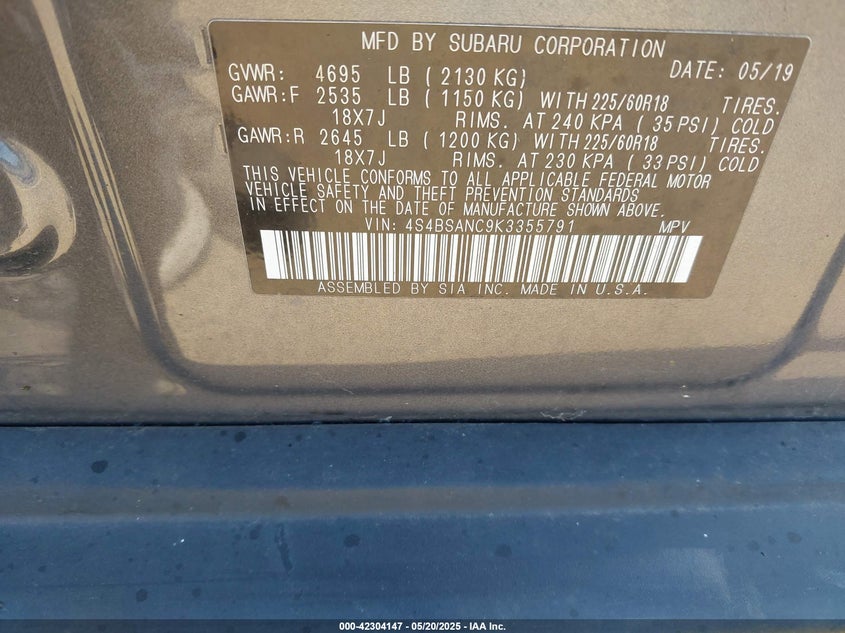 MFD BY SUBARU CORPORATION
GVWR: 4695 LB ( 2130 KG) DATE: 05/19
GAWR:F 2535 LB ( 1150 KG) WITH 225/60R18 TIRES.
18X7J RIMS. AT 240 KPA ( 35 PSI) COLD
GAWR:R 2645 LB ( 1200 KG) WITH 225/60R18 TIRES.
18X7J RIMS. AT 230 KPA ( 33 PSI) COLD
THIS VEHICLE CONFORMS TO ALL APPLICABLE FEDERAL MOTOR
VEHICLE SAFETY AND THEFT PREVENTION STANDARDS
IN EFFECT ON THE DATE OF MANUFACTURE SHOWN ABOVE.
VIN: 4S4BSANC9K3355791 MPV
ASSEMBLED BY SIA INC. MADE IN U.S.A.
000-42304147 - 05/20/2025 - IAA Inc.